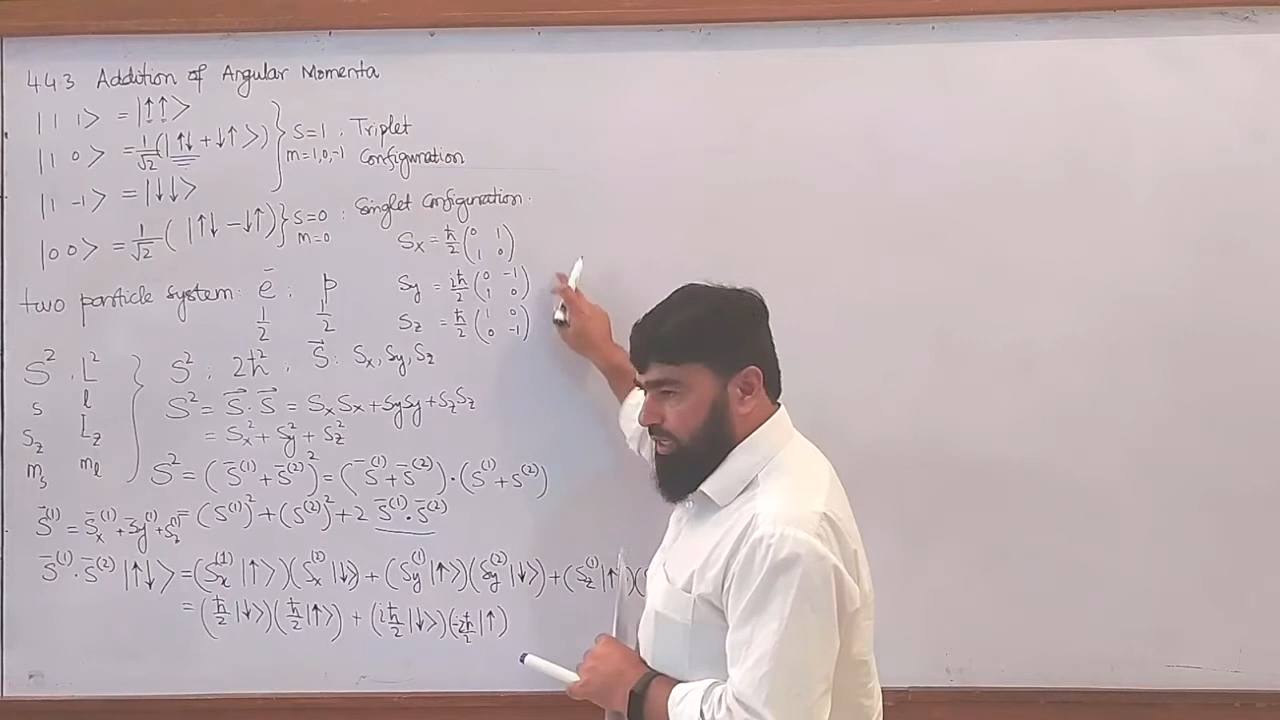 4.4.3 Addition of Angular Momenta
|1 1> = |↑↑>
|1 0> = 1/√2 (|↑↓ + ↓↑>)
|1 -1> = |↓↓>
} S=1 . Triplet
m=1,0,-1 Configuration
|0 0> = 1/√2 ( |↑↓ - ↓↑) } S=0 : Singlet Configuration.
m=0
two particle system: e⁻ : p
1/2 1/2
Sx = ħ/2 (0 1 1 0)
Sy = iħ/2 (0 -1 1 0)
Sz = ħ/2 (1 0 0 -1)
S² . L²
s l
Sz Lz
ms ml
S² : 2ħ² : S⃗ : Sx, Sy, Sz
S² = S⃗·S⃗ = SxSx + SySy + SzSz
= Sx² + Sy² + Sz²
S² = (S̄⁽¹⁾ + S̄⁽²⁾)² = (S̄⁽¹⁾ + S̄⁽²⁾)·(S⁽¹⁾ + S⁽²⁾)
= (S⁽¹⁾)² + (S⁽²⁾)² + 2 S̄⁽¹⁾·S̄⁽²⁾
S̄⁽¹⁾ = S̄x⁽¹⁾ + S̄y⁽¹⁾ + Sz⁽¹⁾
S̄⁽¹⁾·S̄⁽²⁾ |↑↓> = (Sx⁽¹⁾|↑>)(Sx⁽²⁾|↓>) + (Sy⁽¹⁾|↑>)(Sy⁽²⁾|↓>) + (Sz⁽¹⁾|↑
= (ħ/2 |↓>)(ħ/2 |↑>) + (iħ/2 |↓>)(-iħ/2 |↑)